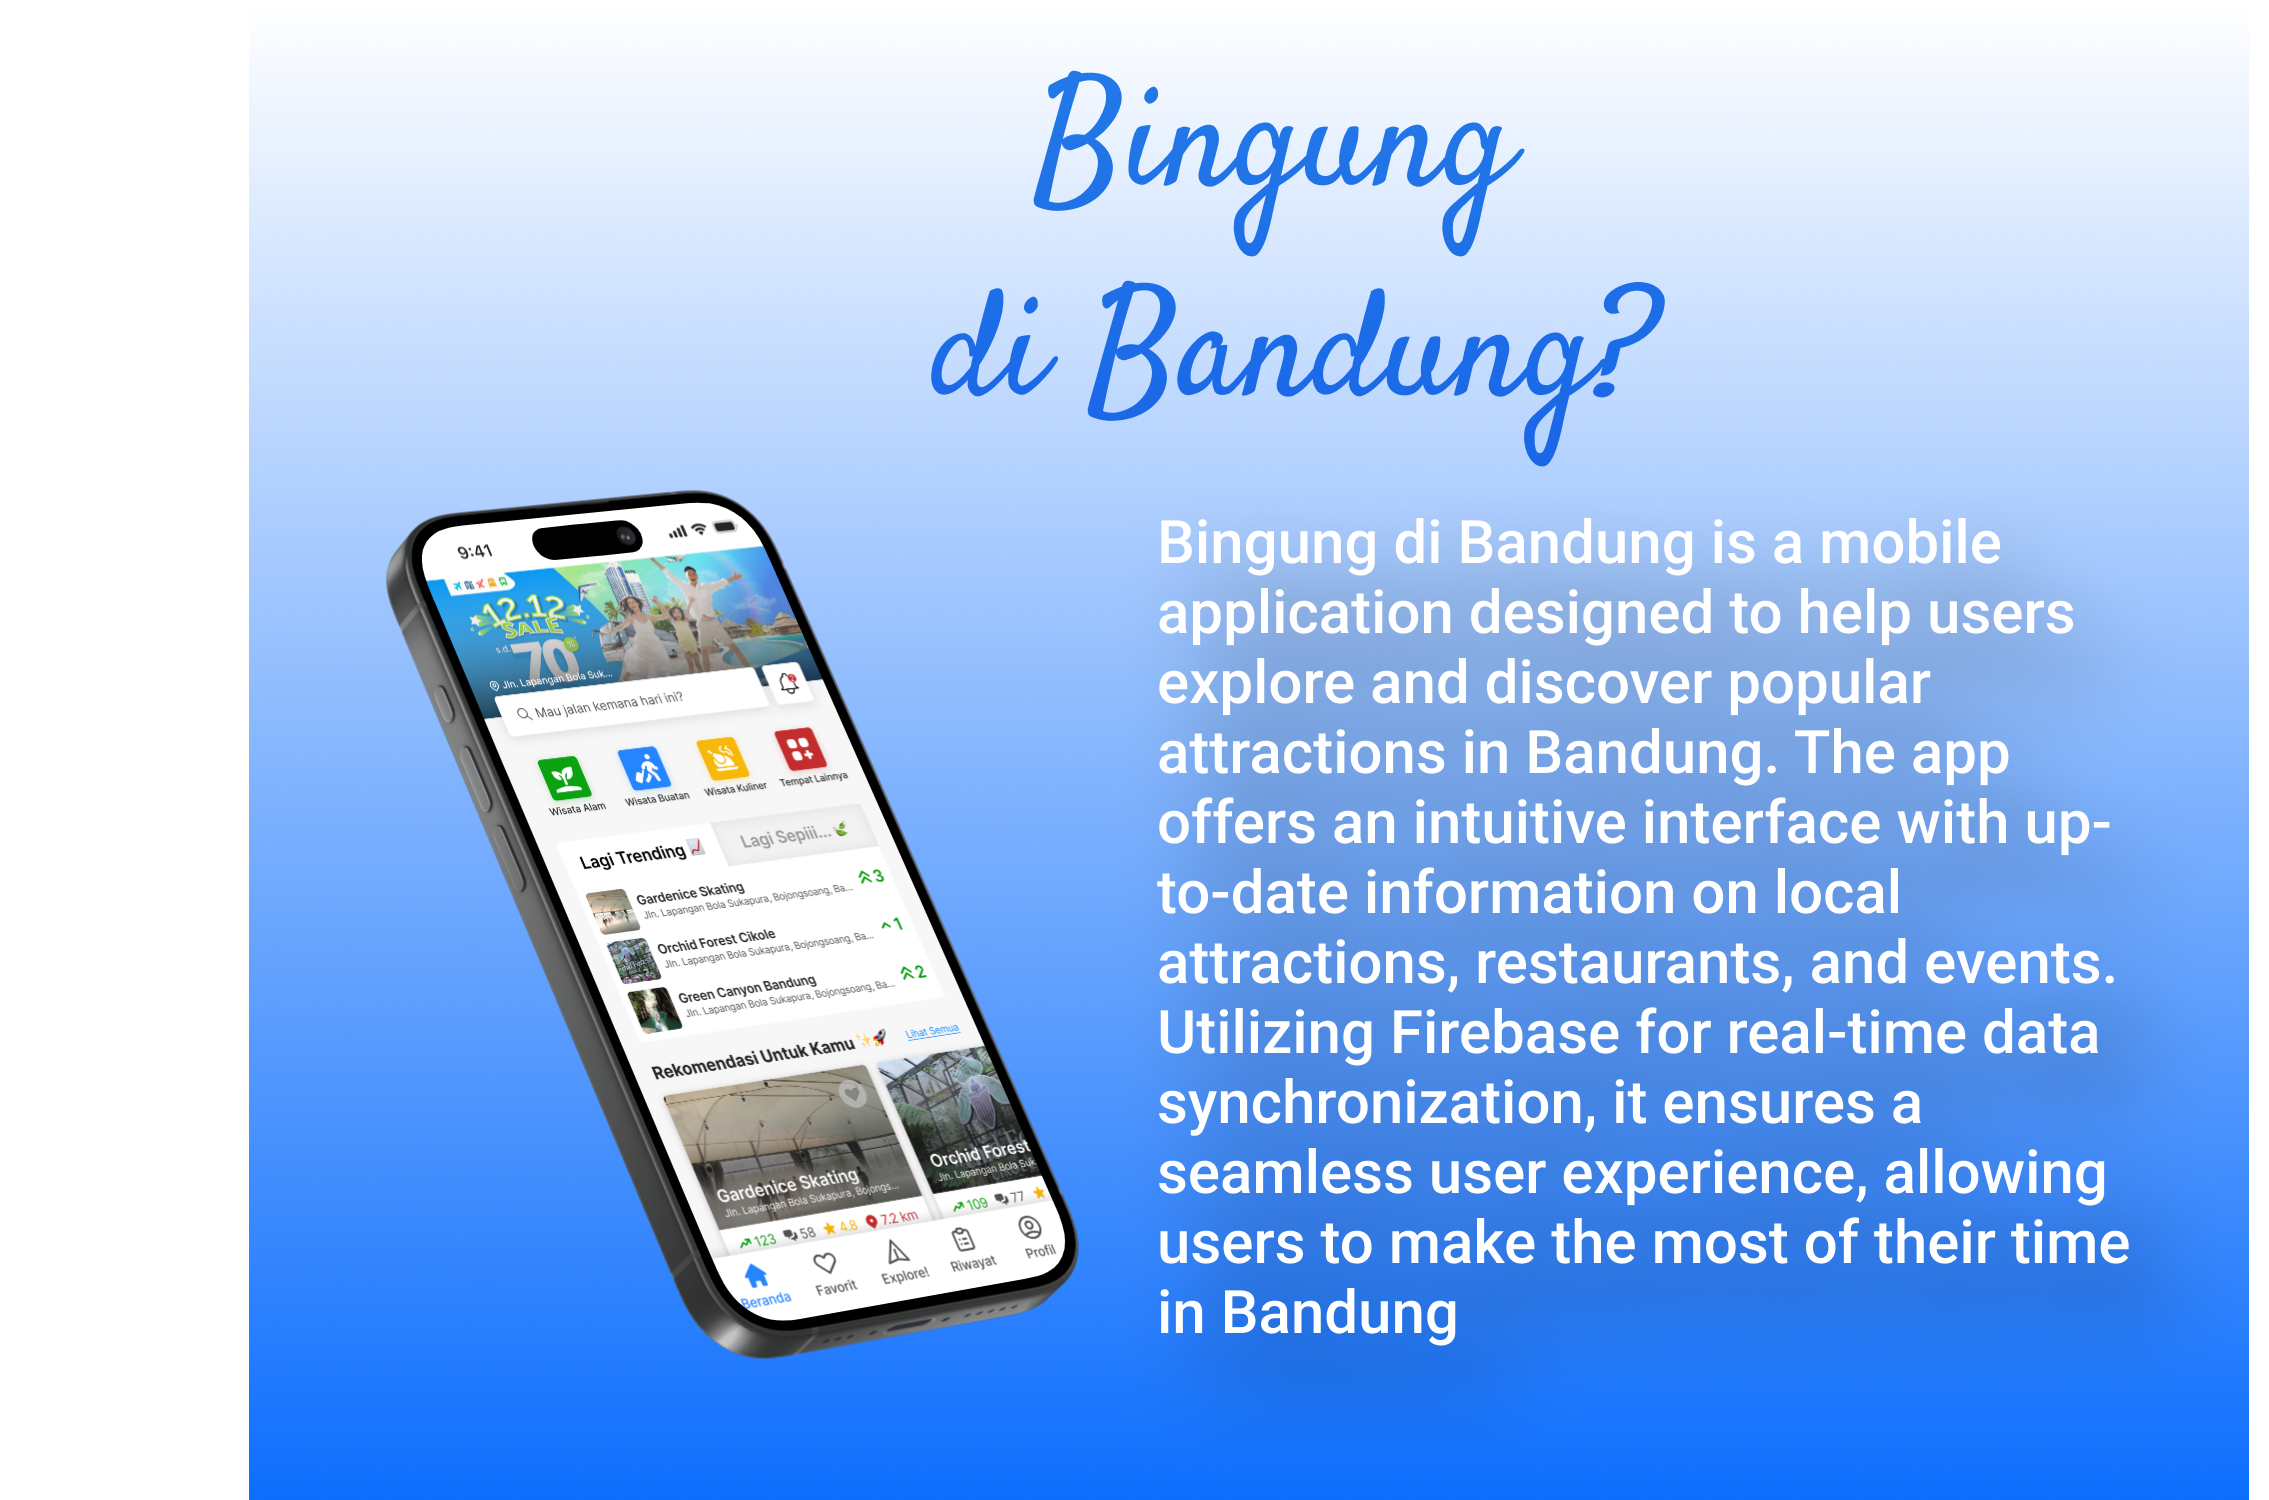 Bingung
di Bandung?
9:41
12.12
SALE
s.d.
70%
Jln. Lapangan Bola Suk...
Mau jalan kemana hari ini?
2
Wisata Alam
Wisata Buatan
Wisata Kuliner
Tempat Lainnya
Lagi Trending📈
Lagi Sepiii...🍃
Gardenice Skating
Jln. Lapangan Bola Sukapura, Bojongsoang, Ba...
3
Orchid Forest Cikole
Jln. Lapangan Bola Sukapura, Bojongsoang, Ba...
1
Green Canyon Bandung
Jln. Lapangan Bola Sukapura, Bojongsoang, Ba...
2
Rekomendasi Untuk Kamu ✨🚀
Lihat Semua
Gardenice Skating
Jln. Lapangan Bola Sukapura, Bojongs...
123 58 4.8 7.2 km
Orchid Forest
Jln. Lapangan Bola Suk
109 77
Beranda
Favorit
Explore!
Riwayat
Profil
Bingung di Bandung is a mobile
application designed to help users
explore and discover popular
attractions in Bandung. The app
offers an intuitive interface with up-
to-date information on local
attractions, restaurants, and events.
Utilizing Firebase for real-time data
synchronization, it ensures a
seamless user experience, allowing
users to make the most of their time
in Bandung